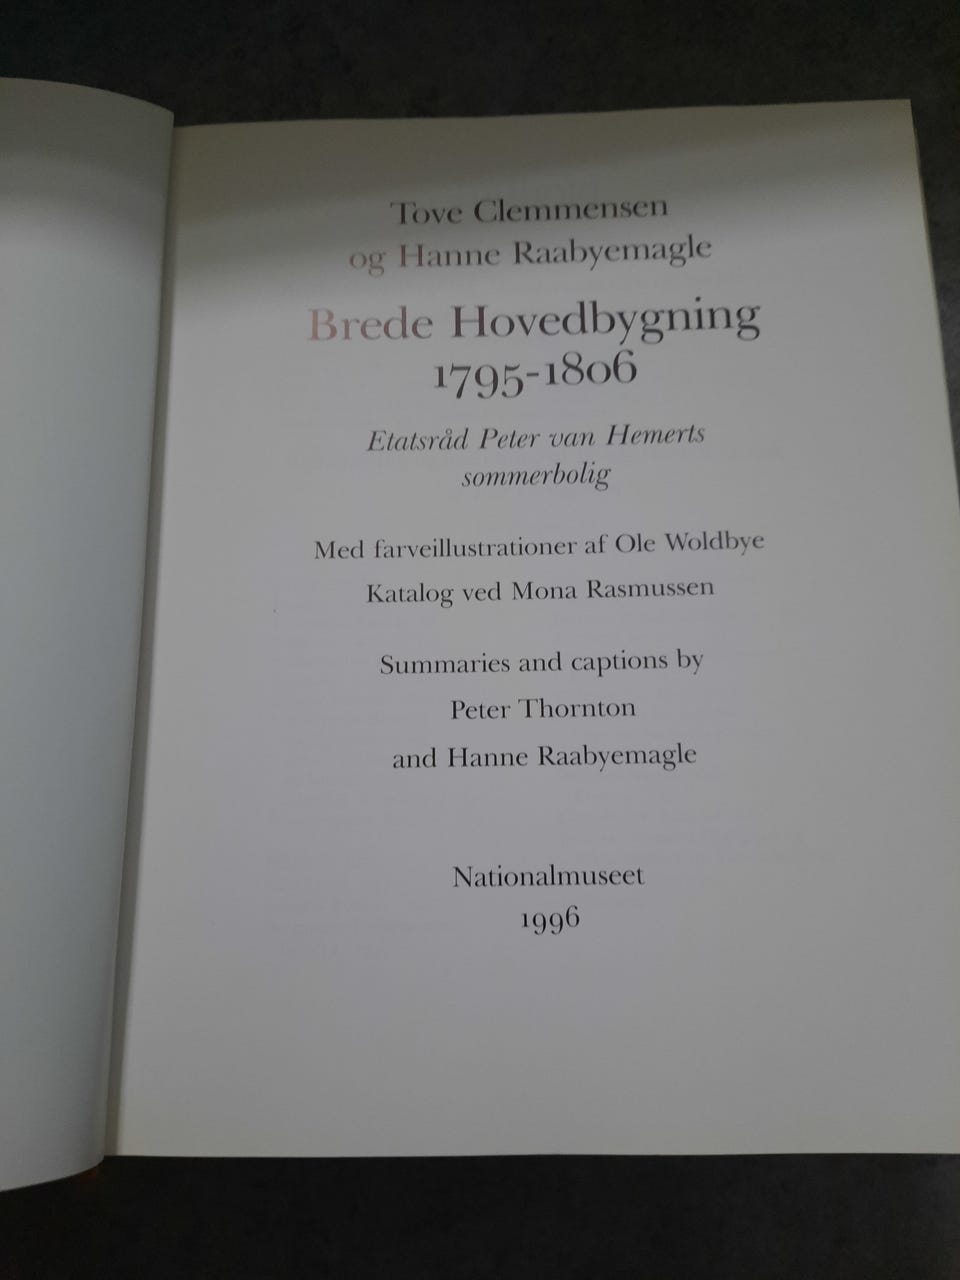 Tove Clemmensen
og Hanne Raabyemagle
Brede Hovedbygning
1795-1806
Etatsråd Peter van Hemerts
sommerbolig
Med farveillustrationer af Ole Woldbye
Katalog ved Mona Rasmussen
Summaries and captions by
Peter Thornton
and Hanne Raabyemagle
Nationalmuseet
1996